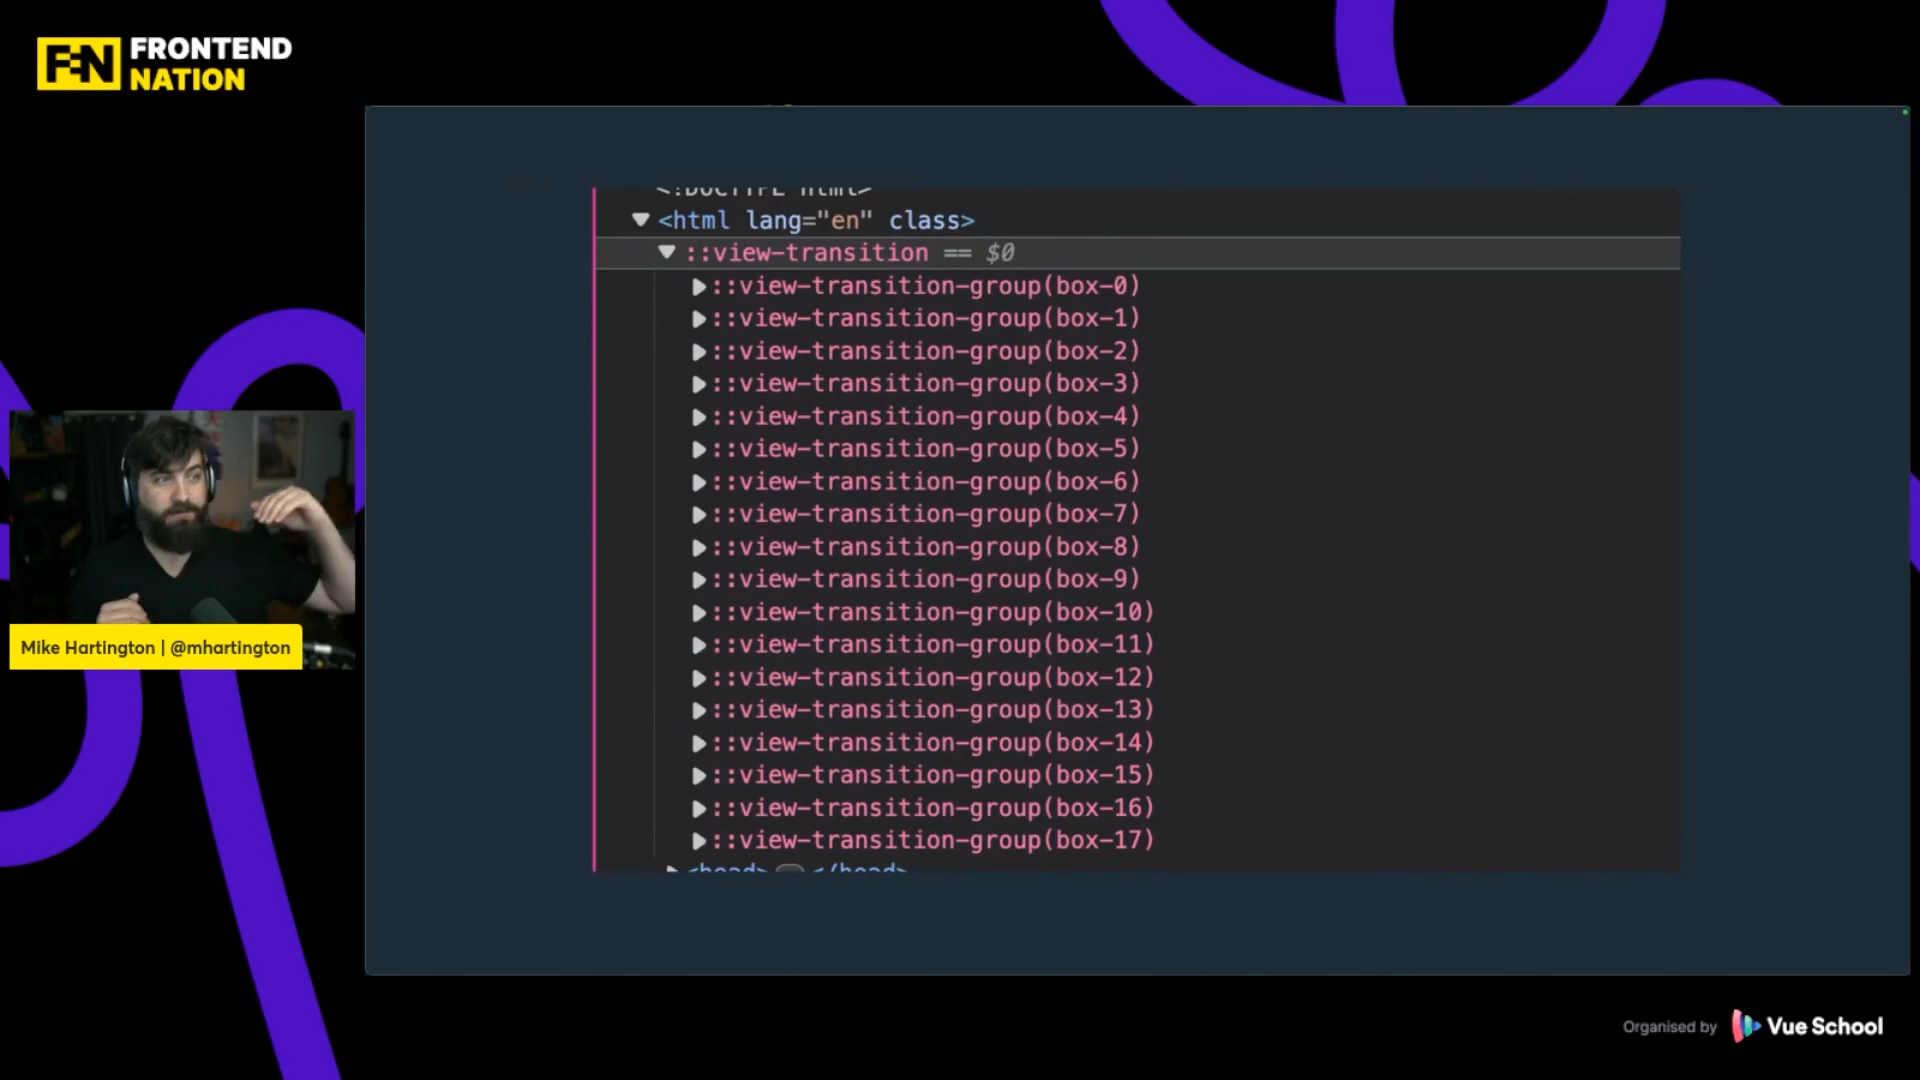 FEN FRONTEND
NATION
<!DOCTYPE html>
<html lang="en" class>
::view-transition == $0
::view-transition-group(box-0)
::view-transition-group(box-1)
::view-transition-group(box-2)
::view-transition-group(box-3)
::view-transition-group(box-4)
::view-transition-group(box-5)
::view-transition-group(box-6)
::view-transition-group(box-7)
::view-transition-group(box-8)
::view-transition-group(box-9)
::view-transition-group(box-10)
::view-transition-group(box-11)
::view-transition-group(box-12)
::view-transition-group(box-13)
::view-transition-group(box-14)
::view-transition-group(box-15)
::view-transition-group(box-16)
::view-transition-group(box-17)
<head> </head>
Mike Hartington | @mhartington
Organised by Vue School